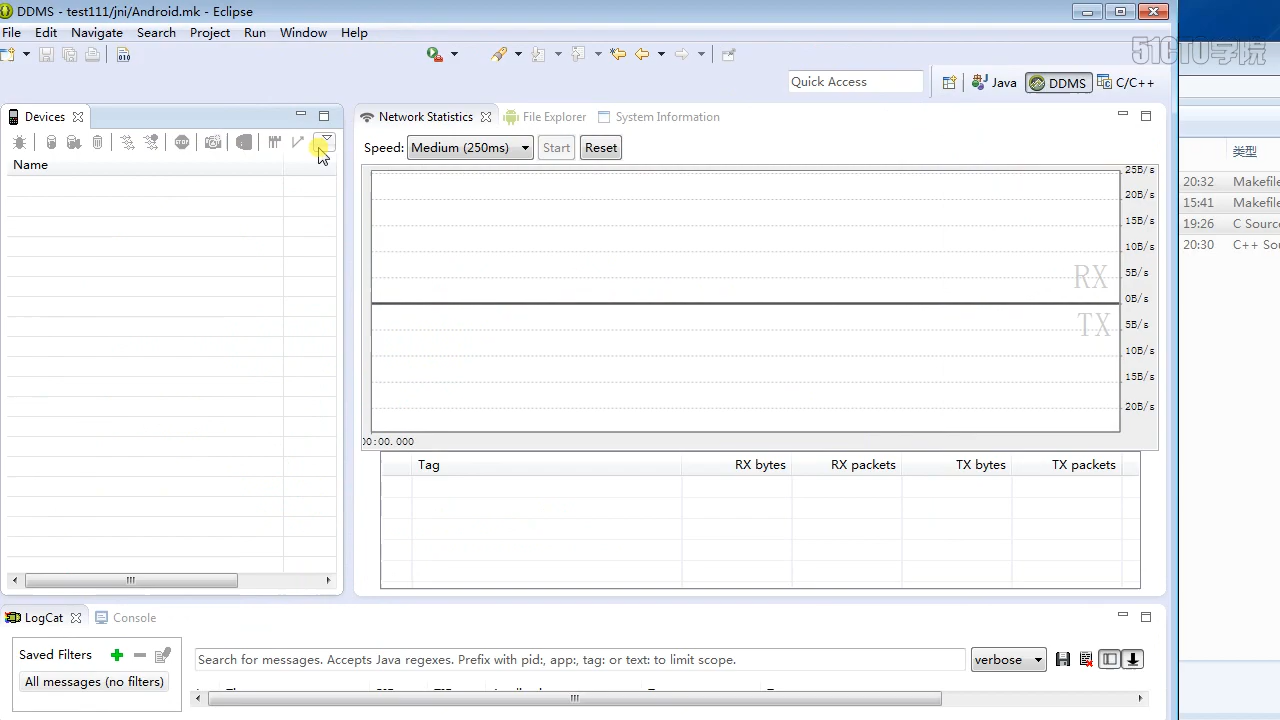 DDMS - test111/jni/Android.mk - Eclipse
File Edit Navigate Search Project Run Window Help
51CTO学院
Quick Access
Java
DDMS
C/C++
Devices
Name
Network Statistics
File Explorer
System Information
Speed: Medium (250ms) Start Reset
25B/s
20B/s
15B/s
10B/s
5B/s
RX
0B/s
TX
5B/s
10B/s
15B/s
20B/s
00:00.000
Tag RX bytes RX packets TX bytes TX packets
类型
20:32 Makefile
15:41 Makefile
19:26 C Source
20:30 C++ Sou
LogCat
Console
Saved Filters
All messages (no filters)
Search for messages. Accepts Java regexes. Prefix with pid:, app:, tag: or text: to limit scope.
verbose